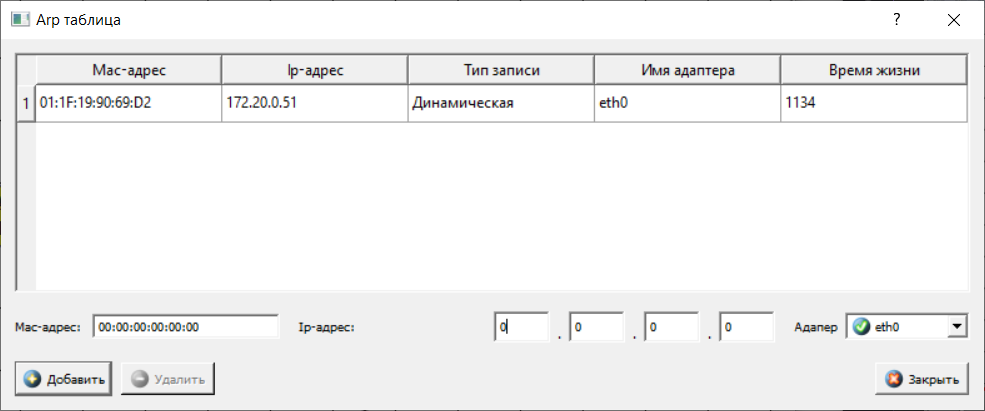 Arp таблица
Mac-адрес Ip-адрес Тип записи Имя адаптера Время жизни
1 01:1F:19:90:69:D2 172.20.0.51 Динамическая eth0 1134
Mac-адрес: 00:00:00:00:00:00 Ip-адрес: 0 . 0 . 0 . 0 Адапер eth0
Добавить Удалить Закрыть